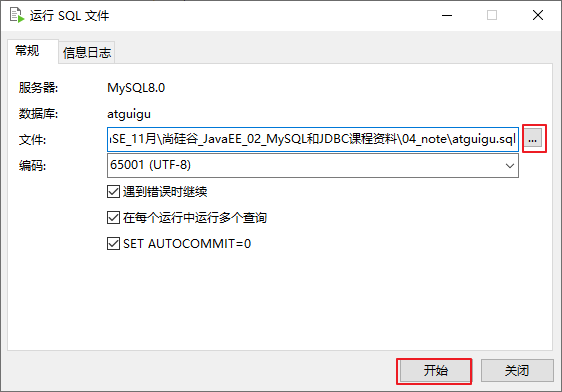 运行 SQL 文件
常规 信息日志
服务器: MySQL8.0
数据库: atguigu
文件: SE_11月\尚硅谷_JavaEE_02_MySQL和JDBC课程资料\04_note\atguigu.sql ...
编码: 65001 (UTF-8)
遇到错误时继续
在每个运行中运行多个查询
SET AUTOCOMMIT=0
开始 关闭